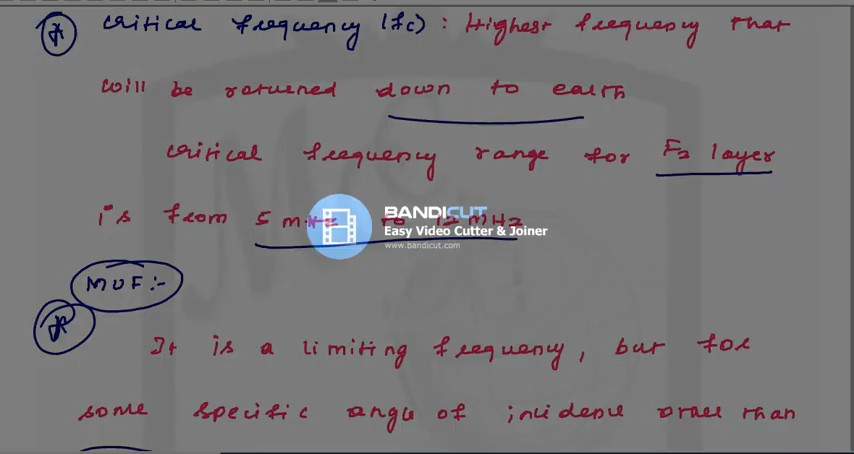 Critical frequency (fc) : Highest frequency that
will be returned down to earth
critical frequency range for F2 layer
is from 5 MHz to 12 MHz
BANDICUT
Easy Video Cutter & Joiner
www.bandicut.com
MUF :-
It is a limiting frequency, but for
some specific angle of incidence other than